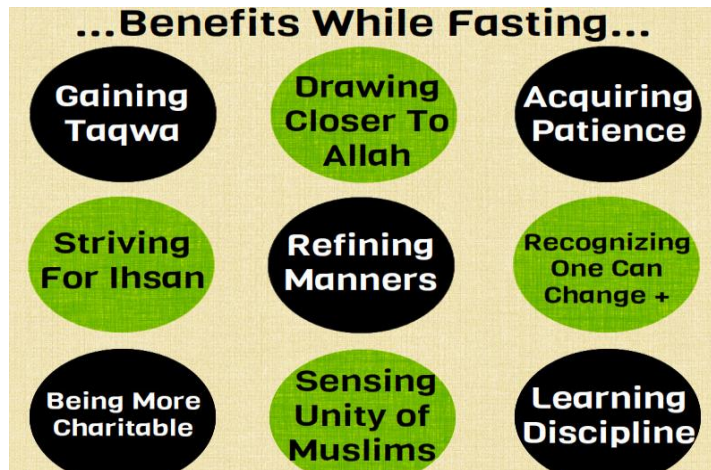 ...Benefits While Fasting...
Gaining
Taqwa
Drawing
Closer To
Allah
Acquiring
Patience
Striving
For Ihsan
Refining
Manners
Recognizing
One Can
Change +
Being More
Charitable
Sensing
Unity of
Muslims
Learning
Discipline